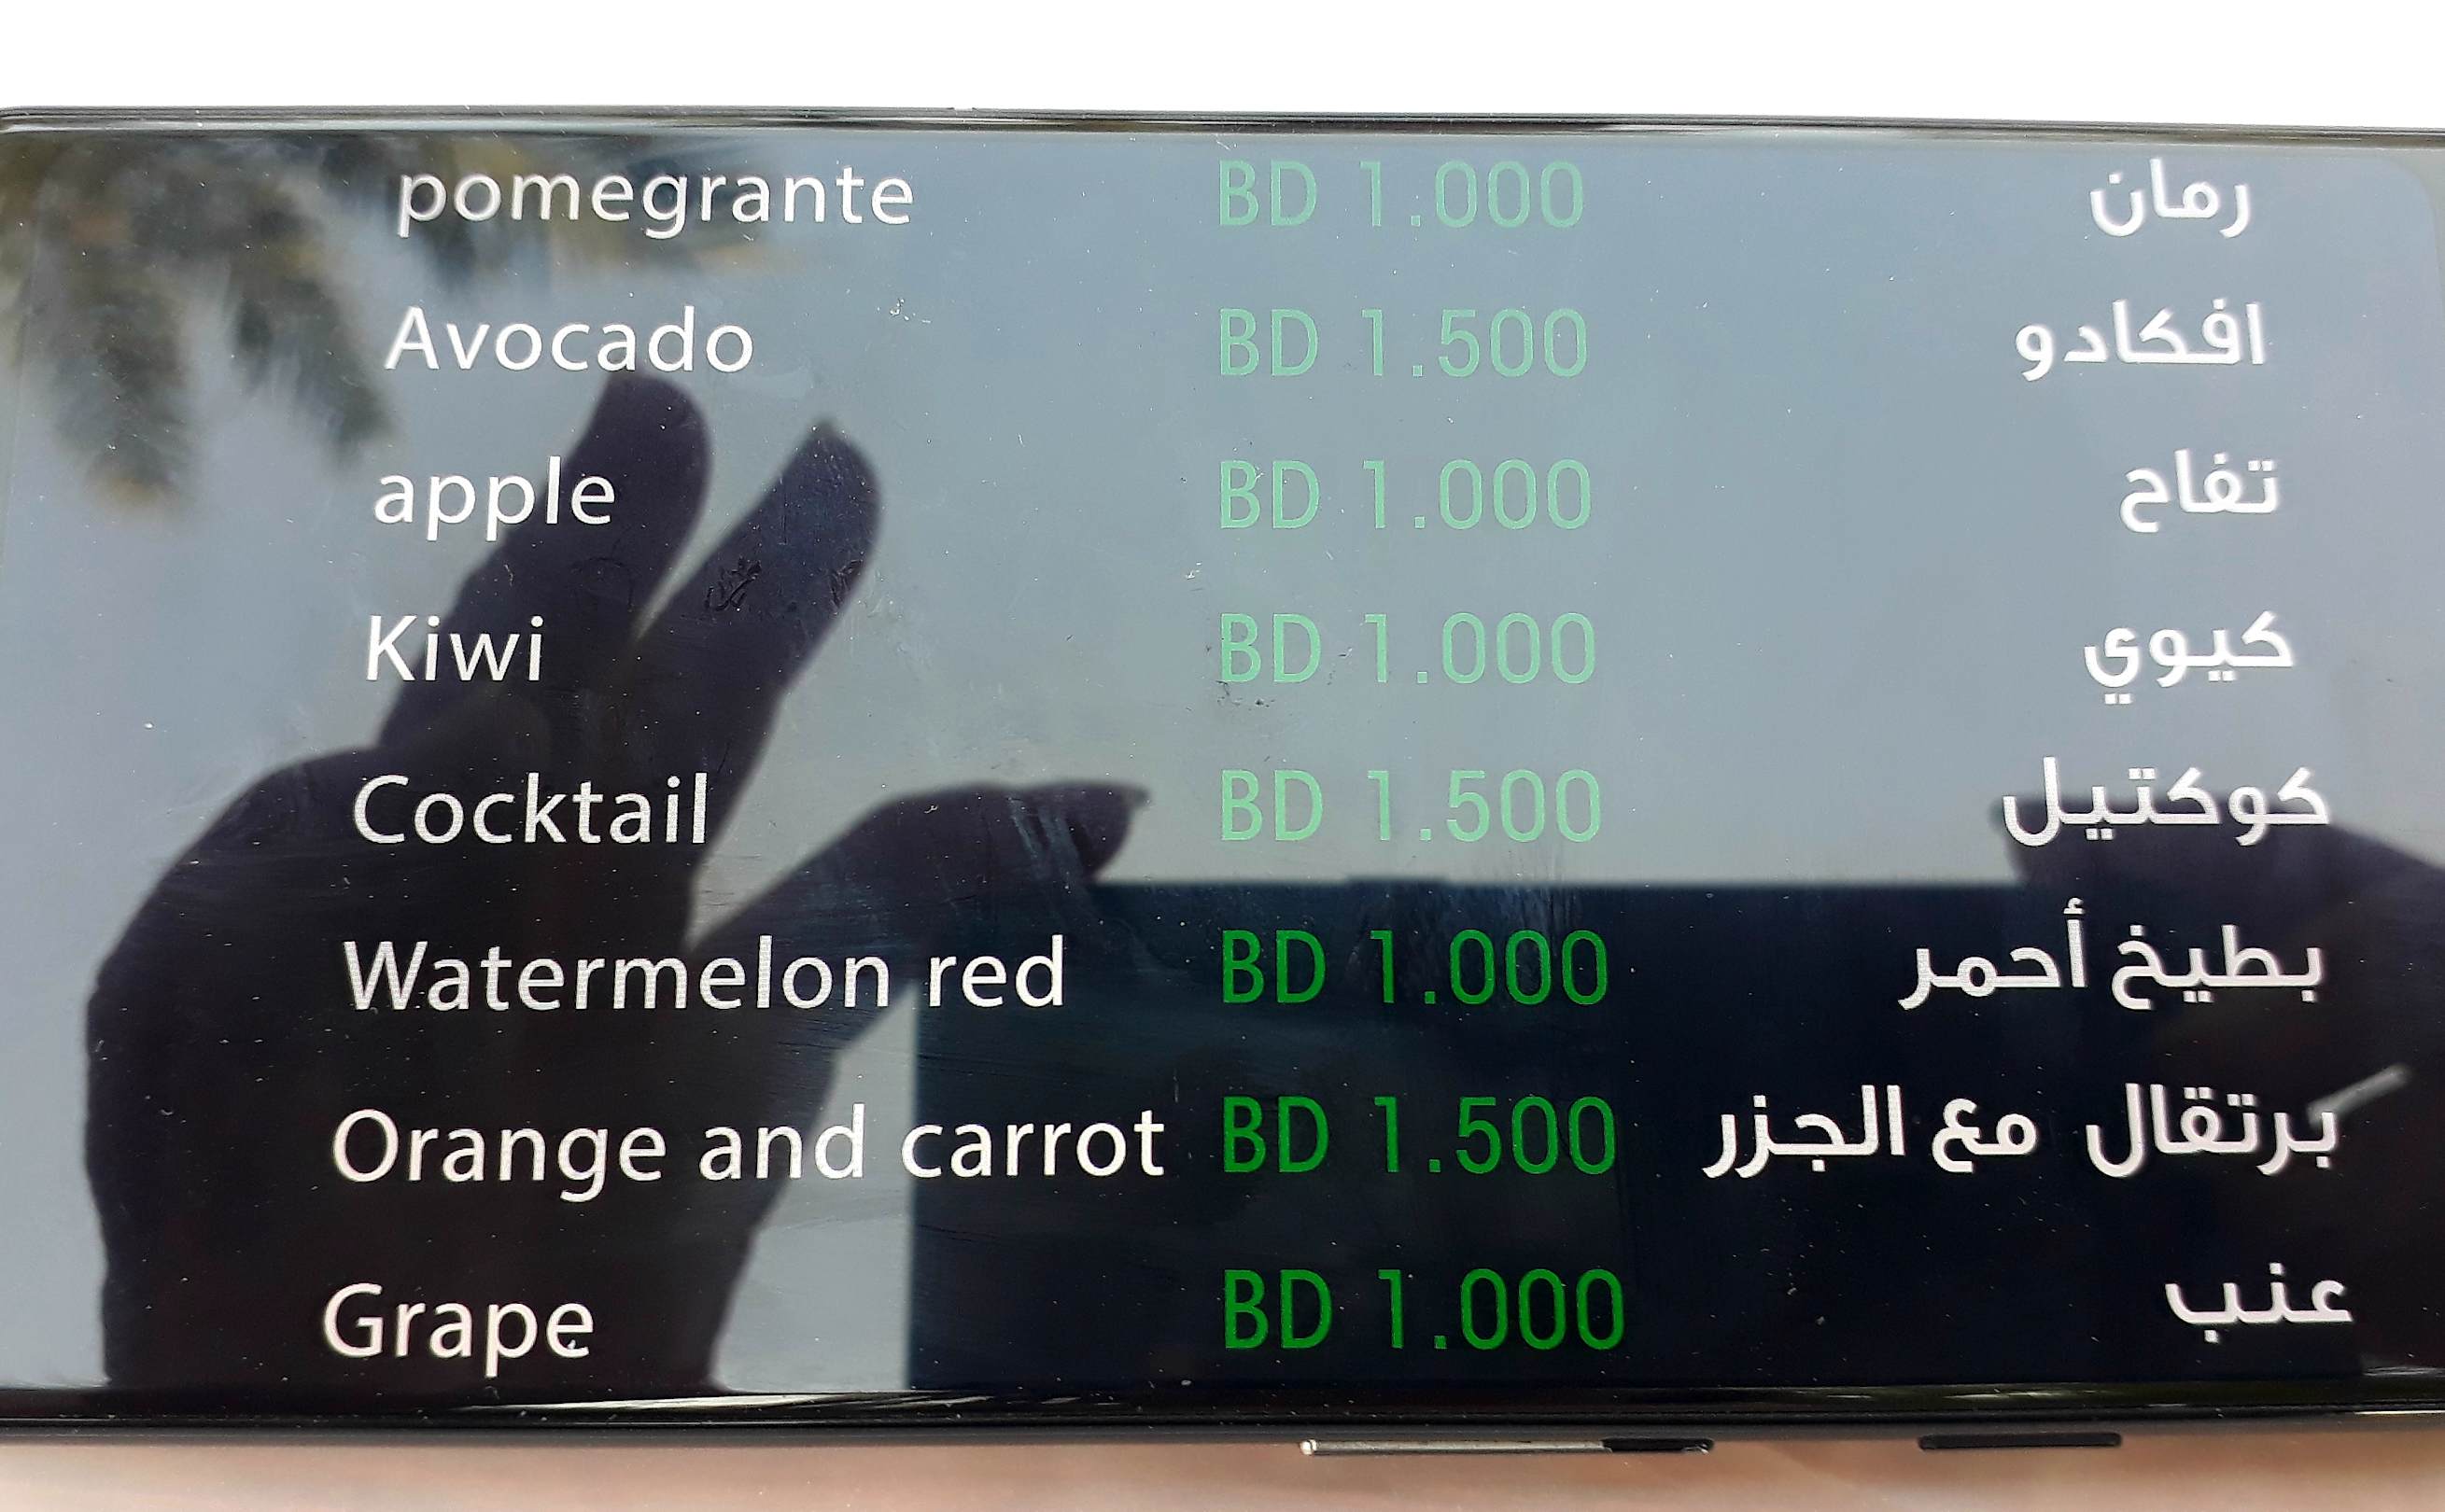 pomegrante BD 1.000 رمان
Avocado BD 1.500 افكادو
apple BD 1.000 تفاح
Kiwi BD 1.000 كيوي
Cocktail BD 1.500 كوكتيل
Watermelon red BD 1.000 بطيخ أحمر
Orange and carrot BD 1.500 برتقال مع الجزر
Grape BD 1.000 عنب